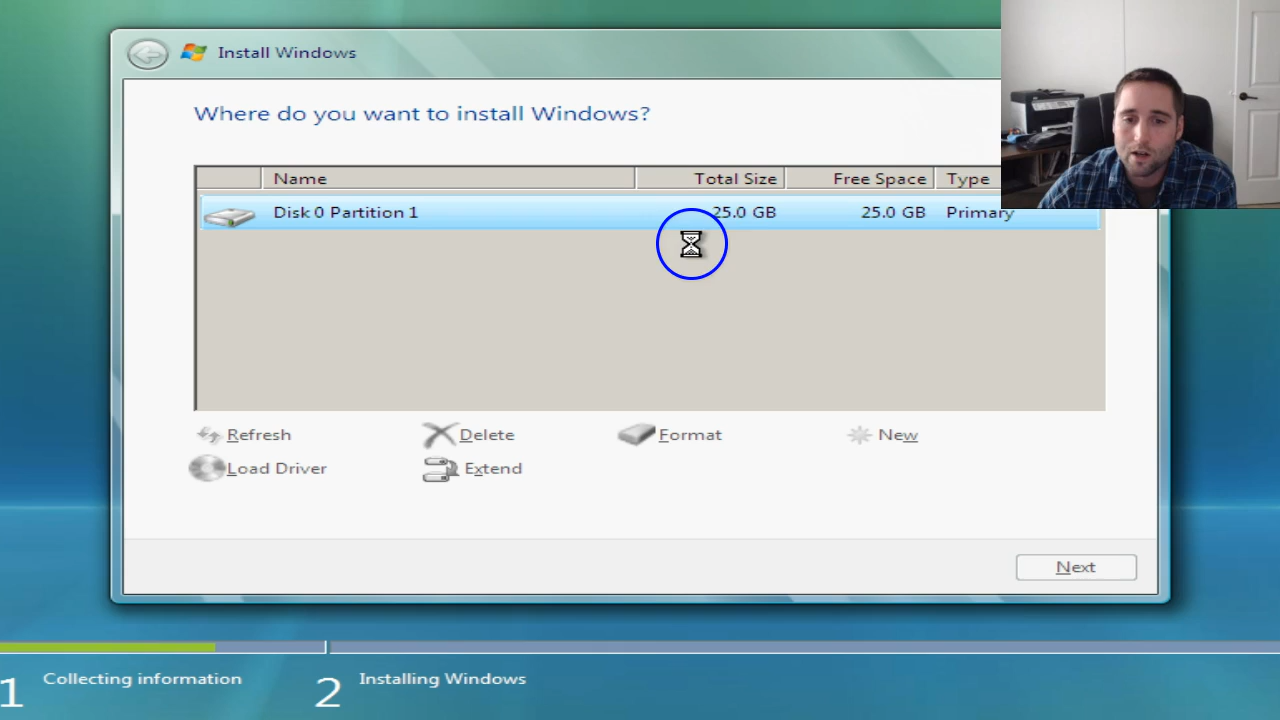 Install Windows
Where do you want to install Windows?
Name Total Size Free Space Type
Disk 0 Partition 1 25.0 GB 25.0 GB Primary
Refresh Delete Format New
Load Driver Extend
Next
1 Collecting information 2 Installing Windows